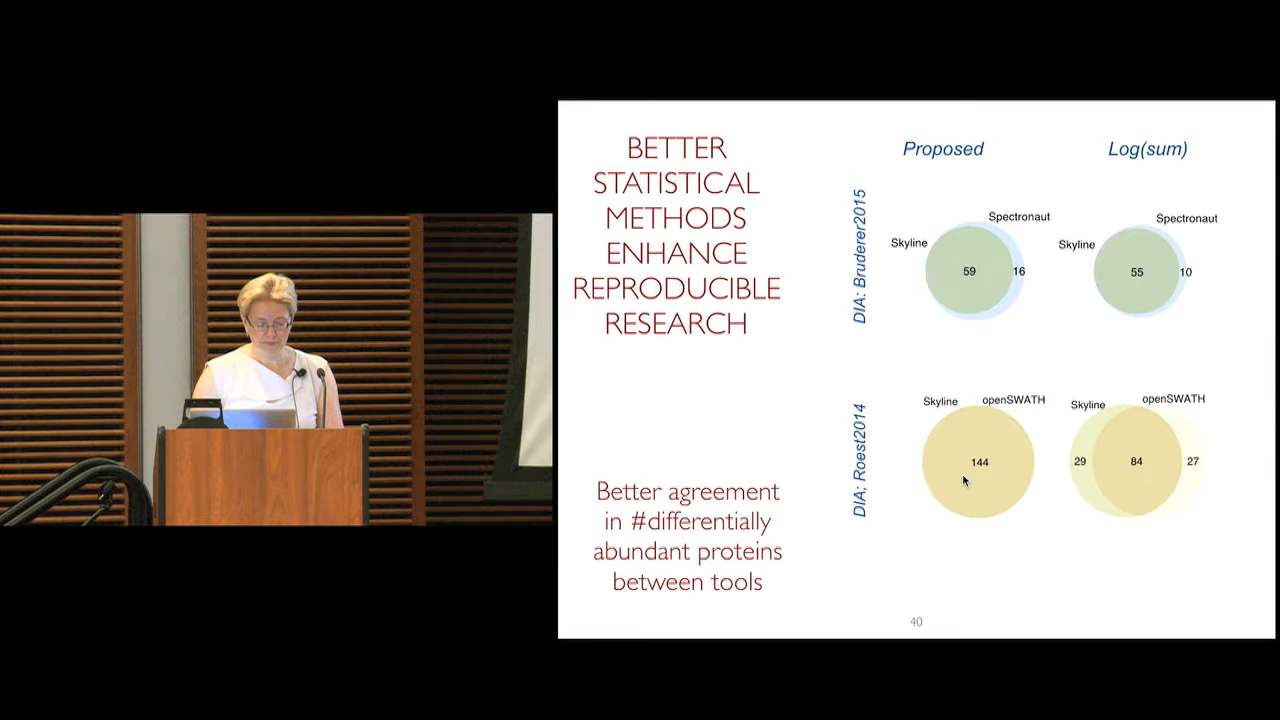 BETTER
STATISTICAL
METHODS
ENHANCE
REPRODUCIBLE
RESEARCH
Better agreement
in #differentially
abundant proteins
between tools
Proposed
Log(sum)
DIA: Bruderer2015
Skyline
Spectronaut
59
16
Skyline
Spectronaut
55
10
DIA; Roest2014
Skyline
openSWATH
144
Skyline
openSWATH
29
84
27
40